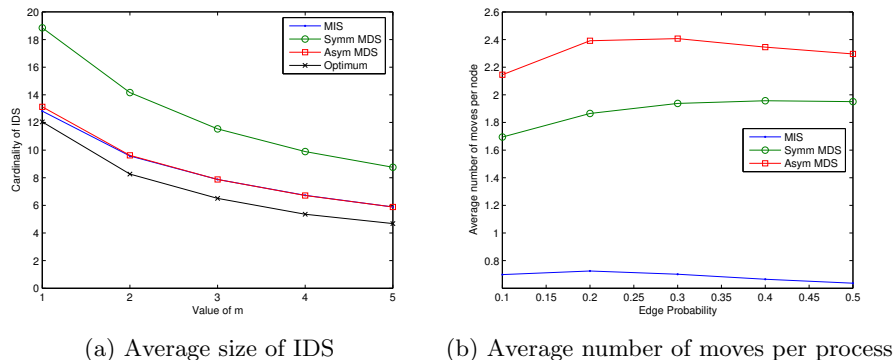 20
18
16
14
12
10
8
6
4
2
0
1
2
3
4
5
Cardinality of IDS
Value of m
MIS
Symm MDS
Asym MDS
Optimum
(a) Average size of IDS
2.6
2.4
2.2
2
1.8
1.6
1.4
1.2
1
0.8
0.1
0.15
0.2
0.25
0.3
0.35
0.4
0.45
0.5
Average number of moves per node
Edge Probability
MIS
Symm MDS
Asym MDS
(b) Average number of moves per process